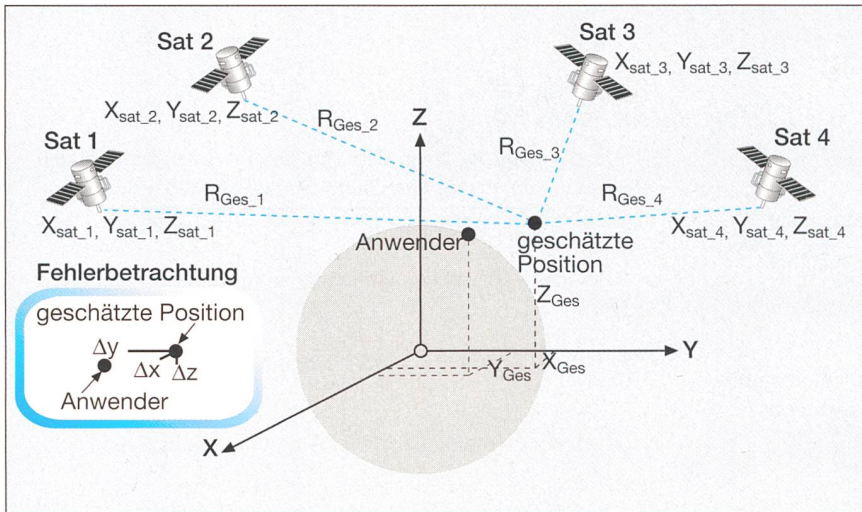 Sat 2
Sat 3
X_sat_3, Y_sat_3, Z_sat_3
X_sat_2, Y_sat_2, Z_sat_2
R_Ges_2
Z
Sat 1
Sat 4
R_Ges_3
R_Ges_1
R_Ges_4
X_sat_1, Y_sat_1, Z_sat_1
Anwender
geschätzte
Position
X_sat_4, Y_sat_4, Z_sat_4
Fehlerbetrachtung
Z_Ges
geschätzte Position
Δy
Δx
Δz
Anwender
Y_Ges
X_Ges
Y
X